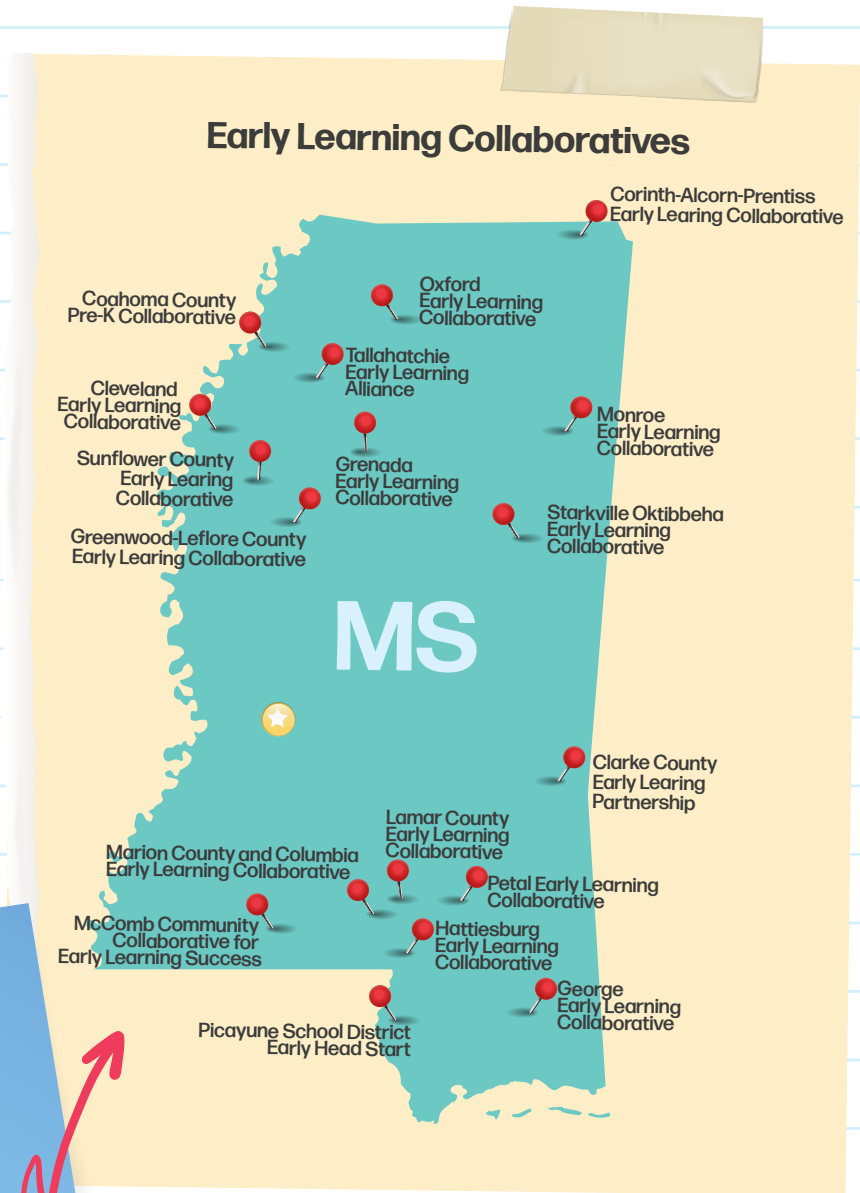 Early Learning Collaboratives
Corinth-Alcorn-Prentiss
Early Learing Collaborative
Oxford
Early Learning
Collaborative
Coahoma County
Pre-K Collaborative
Tallahatchie
Early Learning
Alliance
Cleveland
Early Learning
Collaborative
Monroe
Early Learning
Collaborative
Sunflower County
Early Learing
Collaborative
Grenada
Early Learning
Collaborative
Starkville Oktibbeha
Early Learning
Collaborative
Greenwood-Leflore County
Early Learing Collaborative
MS
Clarke County
Early Learing
Partnership
Lamar County
Early Learning
Collaborative
Marion County and Columbia
Early Learning Collaborative
Petal Early Learning
Collaborative
McComb Community
Collaborative for
Early Learning Success
Hattiesburg
Early Learning
Collaborative
George
Early Learning
Collaborative
Picayune School District
Early Head Start